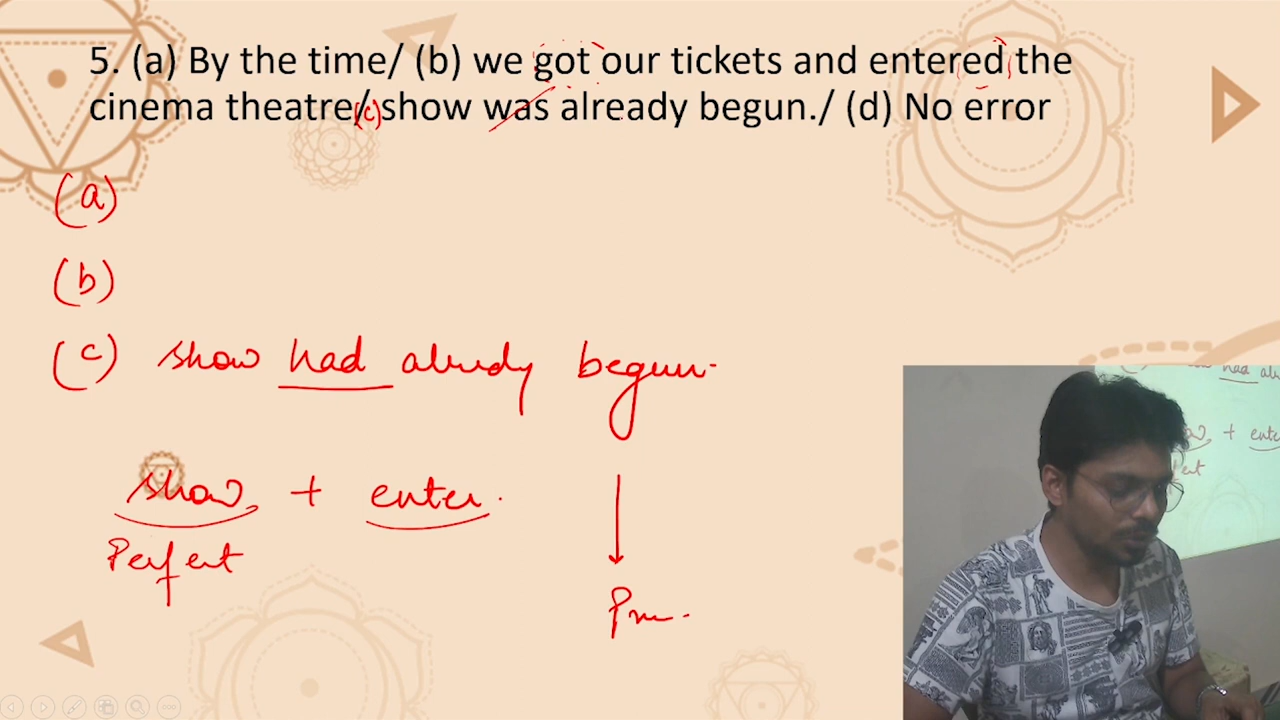 5. (a) By the time/ (b) we got our tickets and entered the
cinema theatre/(c) show was already begun./ (d) No error
(a)
(b)
(c) show had already begun.
show + enter.
Perfect